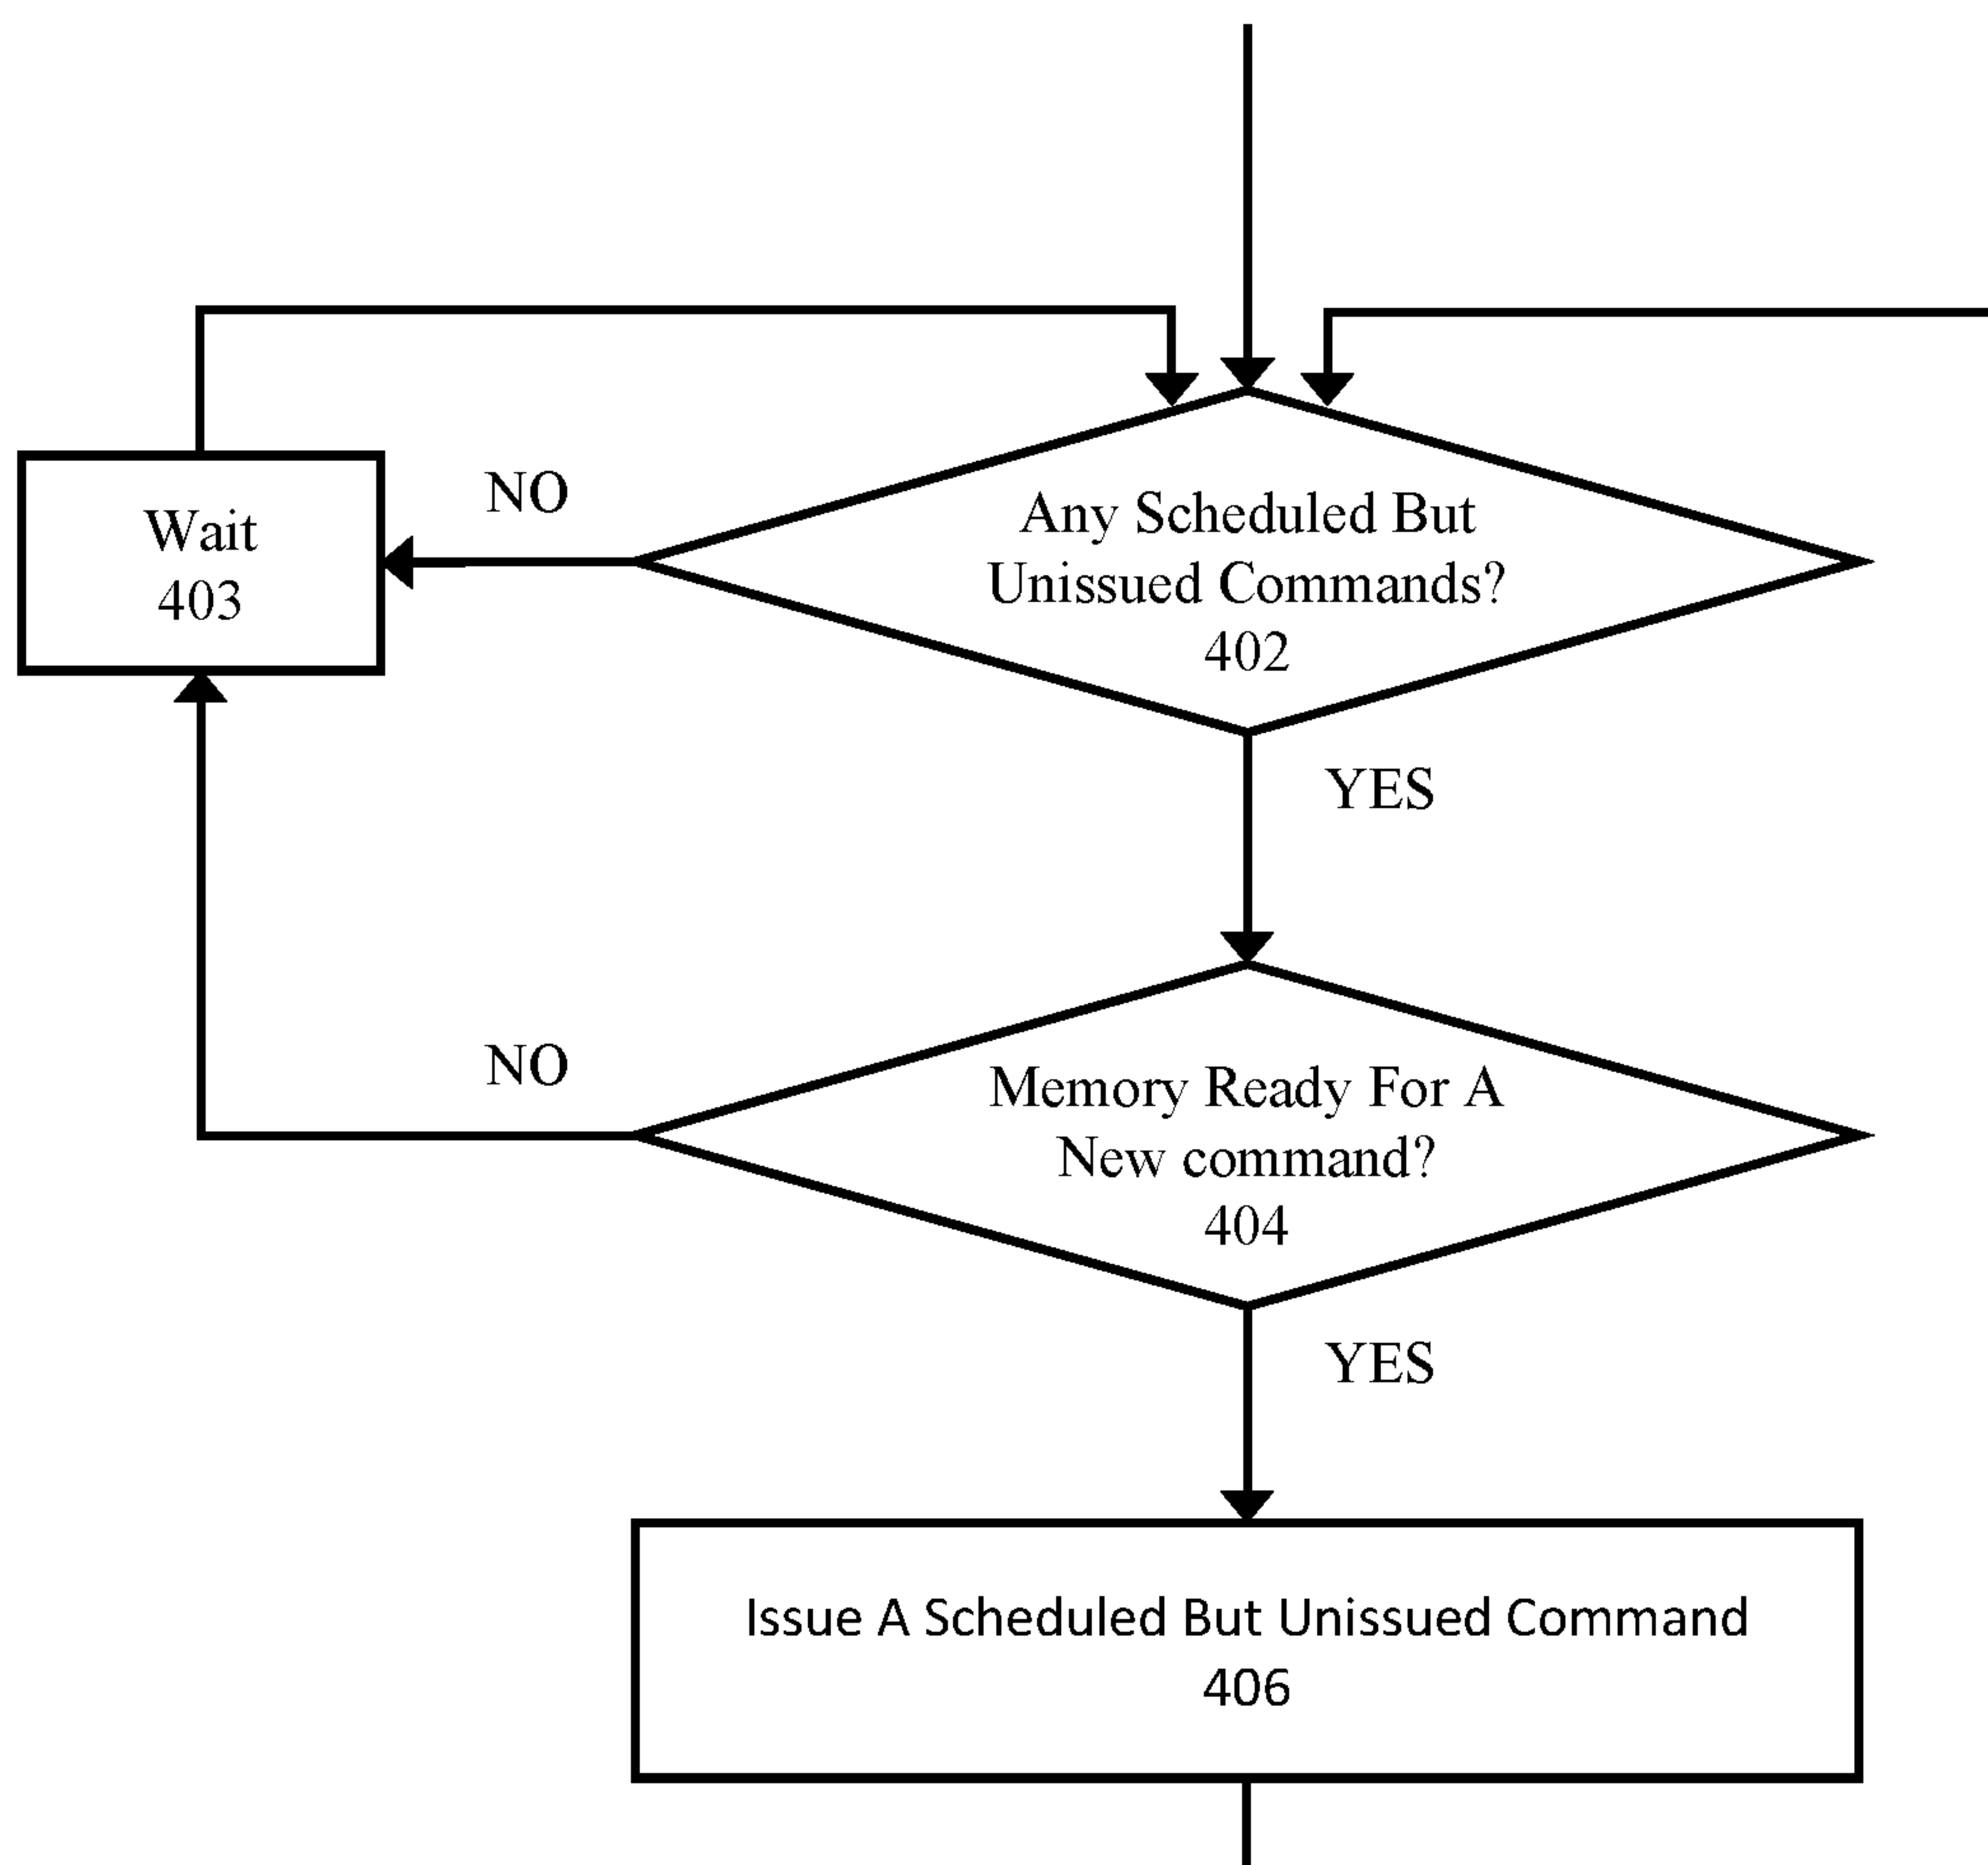 NO
Any Scheduled But
Unissued Commands?
402
Wait
403
YES
NO
Memory Ready For A
New command?
404
YES
Issue A Scheduled But Unissued Command
406